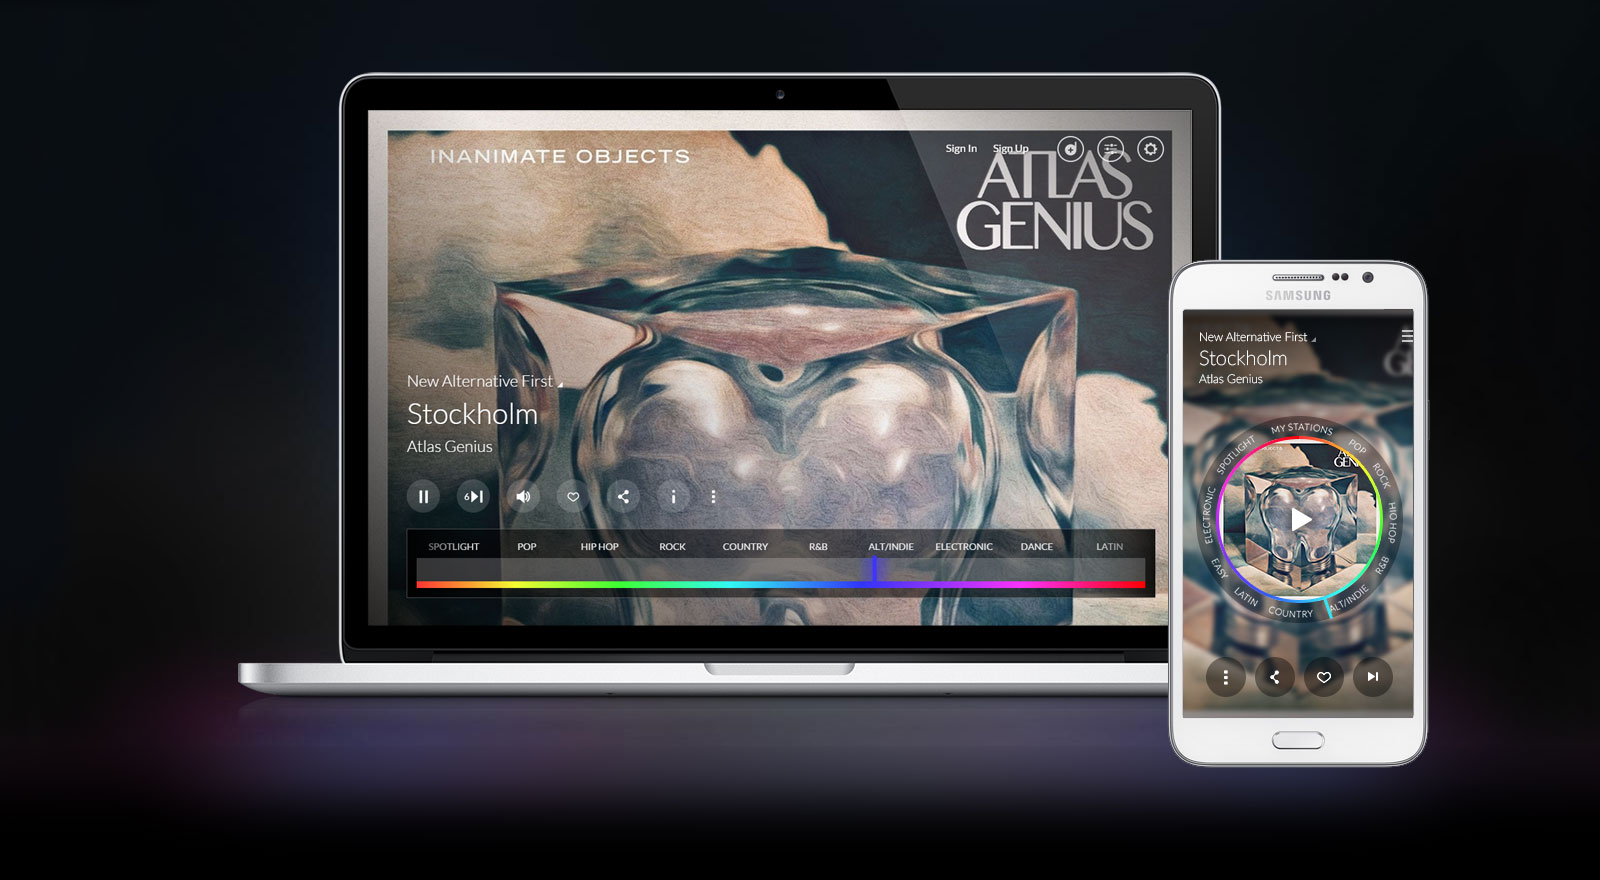 INANIMATE OBJECTS
Sign In Sign Up
ATLAS
GENIUS
New Alternative First
Stockholm
Atlas Genius
6
SPOTLIGHT POP HIP HOP ROCK COUNTRY R&B ALT/INDIE ELECTRONIC DANCE LATIN
SAMSUNG
New Alternative First
Stockholm
Atlas Genius
MY STATIONS
POP
ROCK
HIO HOP
R&B
ALT/INDIE
COUNTRY
LATIN
EASY
ELECTRONIC
SPOTLIGHT